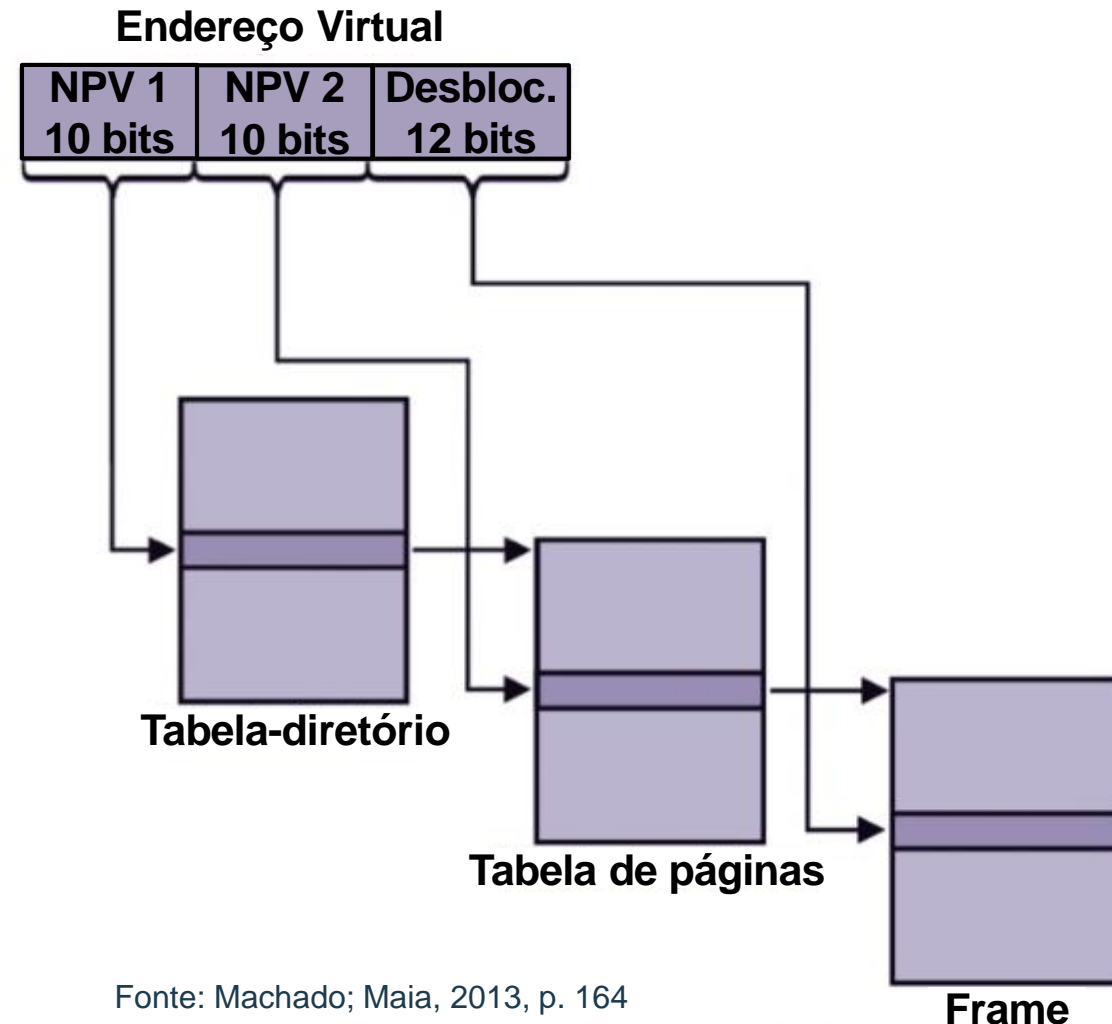 Endereço Virtual
NPV 1 NPV 2 Desbloc.
10 bits 10 bits 12 bits
Tabela-diretório
Tabela de páginas
Frame
Fonte: Machado; Maia, 2013, p. 164